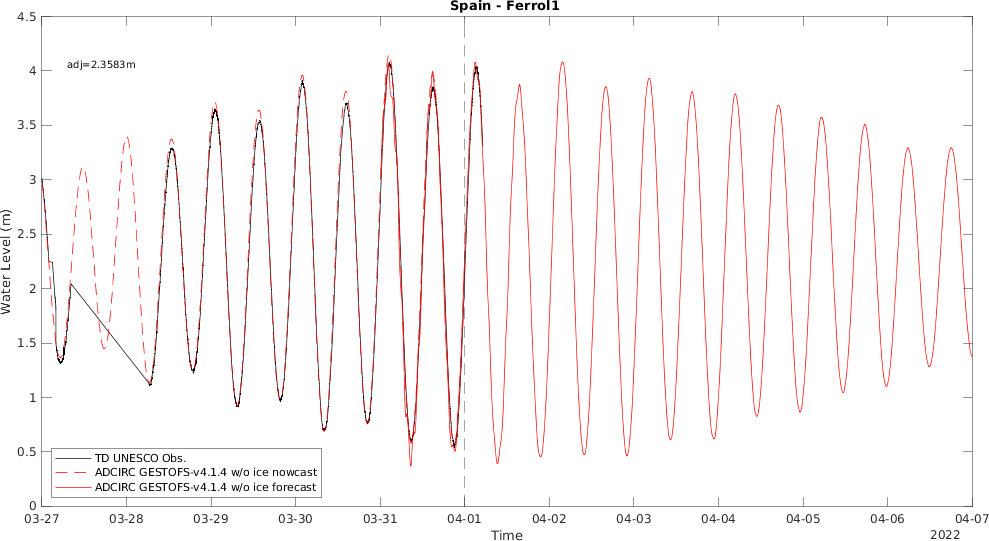 Spain - Ferrol1
adj=2.3583m
Water Level (m)
4.5
4
3.5
3
2.5
2
1.5
1
0.5
0
TD UNESCO Obs.
ADCIRC GESTOFS-v4.1.4 w/o ice nowcast
ADCIRC GESTOFS-v4.1.4 w/o ice forecast
03-27 03-28 03-29 03-30 03-31 04-01 04-02 04-03 04-04 04-05 04-06 04-07
Time
2022